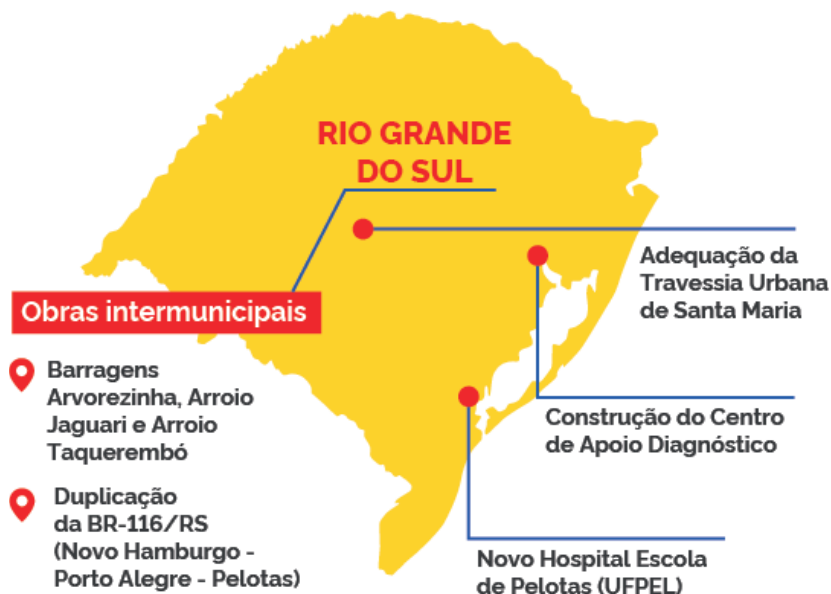 RIO GRANDE
DO SUL
Adequação da
Travessia Urbana
de Santa Maria
Obras intermunicipais
Barragens
Arvorezinha, Arroio
Jaguari e Arroio
Taquerembó
Construção do Centro
de Apoio Diagnóstico
Duplicação
da BR-116/RS
(Novo Hamburgo -
Porto Alegre - Pelotas)
Novo Hospital Escola
de Pelotas (UFPEL)